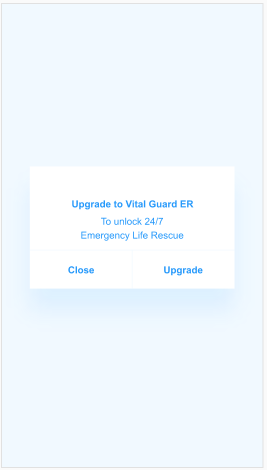 Upgrade to Vital Guard ER
To unlock 24/7
Emergency Life Rescue
Close
Upgrade